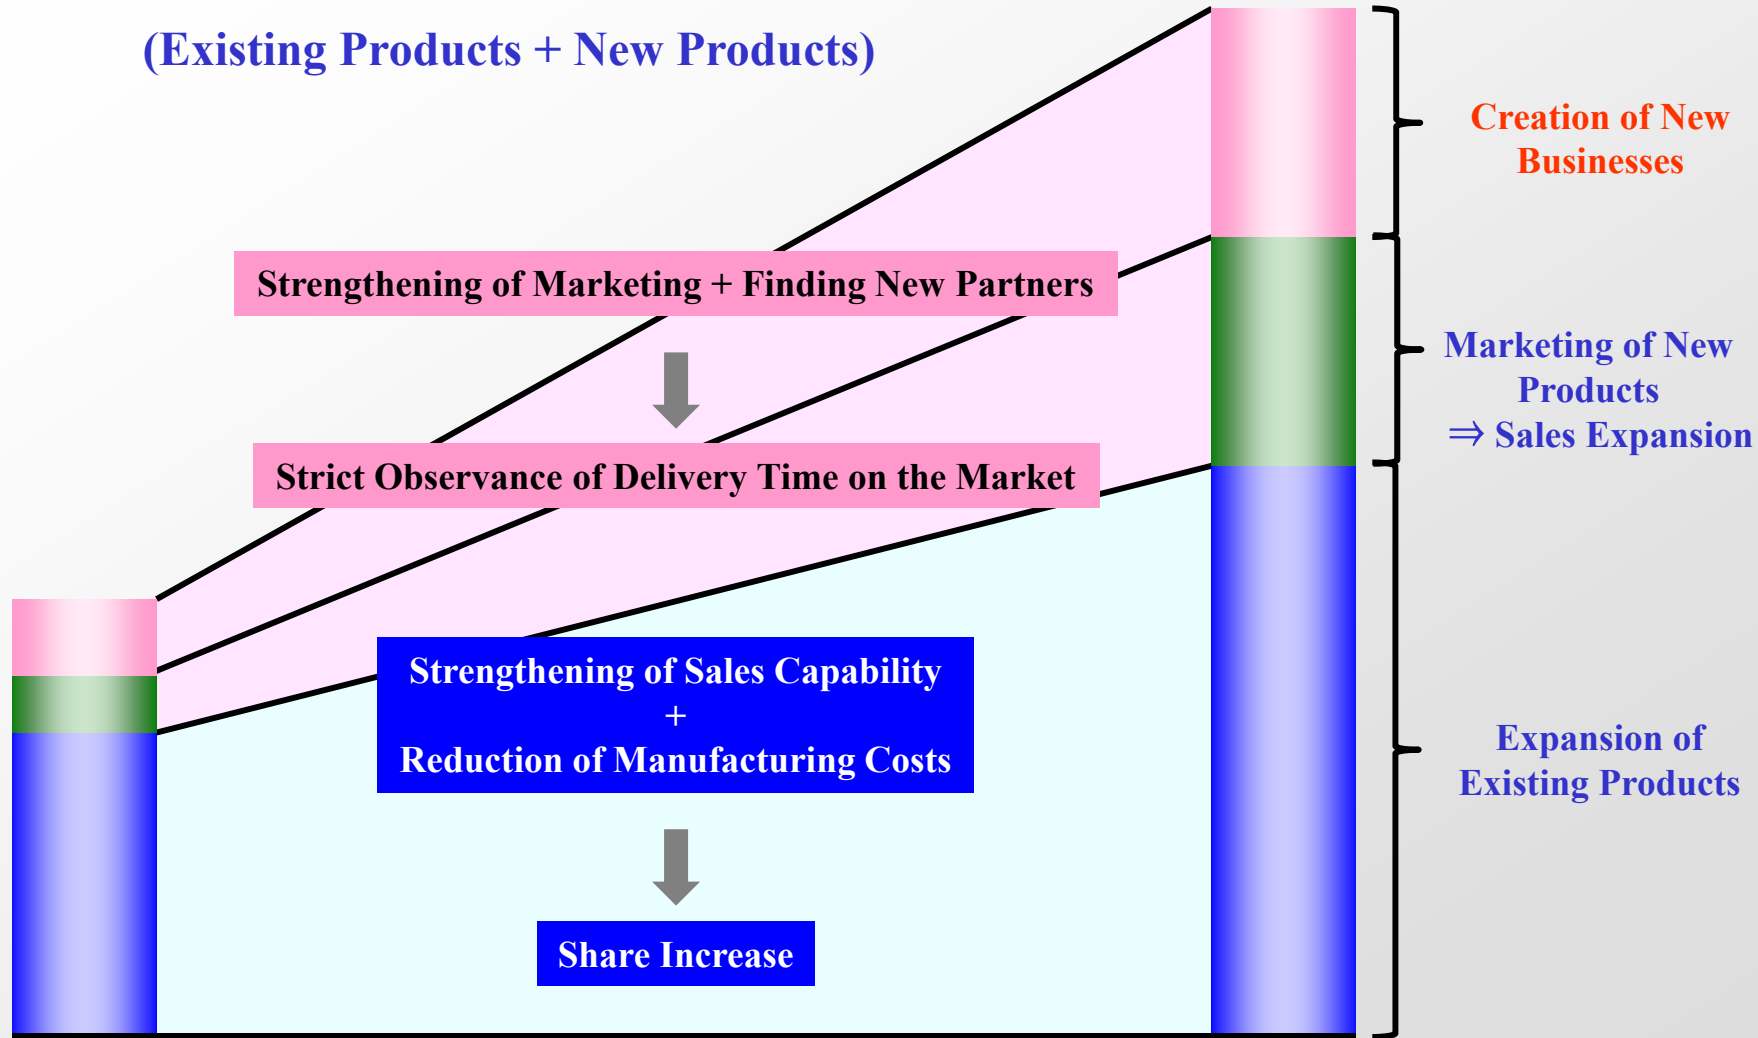 (Existing Products + New Products)
Creation of New
Businesses
Strengthening of Marketing + Finding New Partners
Marketing of New
Products
⇒ Sales Expansion
Strict Observance of Delivery Time on the Market
Strengthening of Sales Capability
+
Reduction of Manufacturing Costs
Expansion of
Existing Products
Share Increase